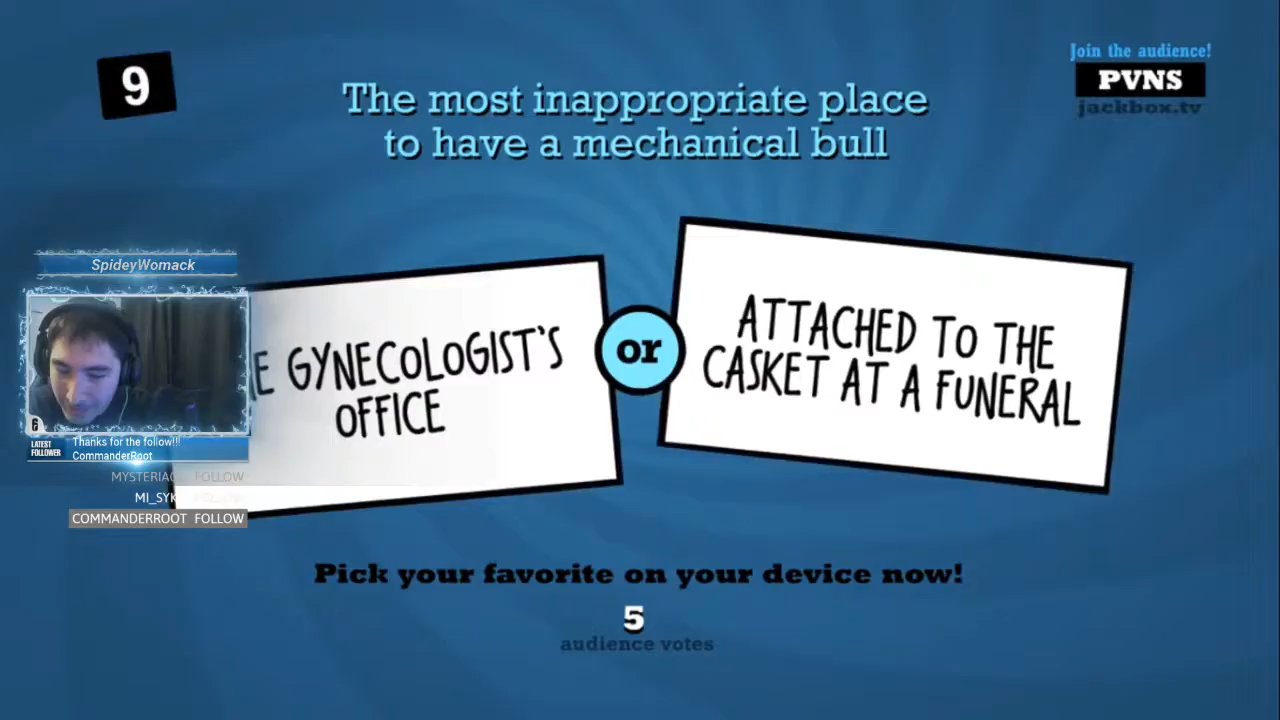 9
Join the audience!
PVNS
jackbox.tv
The most inappropriate place
to have a mechanical bull
SpideyWomack
GYNECOLOGIST'S
OFFICE
or
ATTACHED TO THE
CASKET AT A FUNERAL
LATEST
FOLLOWER
Thanks for the follow!!!
CommanderRoot
FOLLOW
MI_SYK
COMMANDERROOT FOLLOW
Pick your favorite on your device now!
5
audience votes